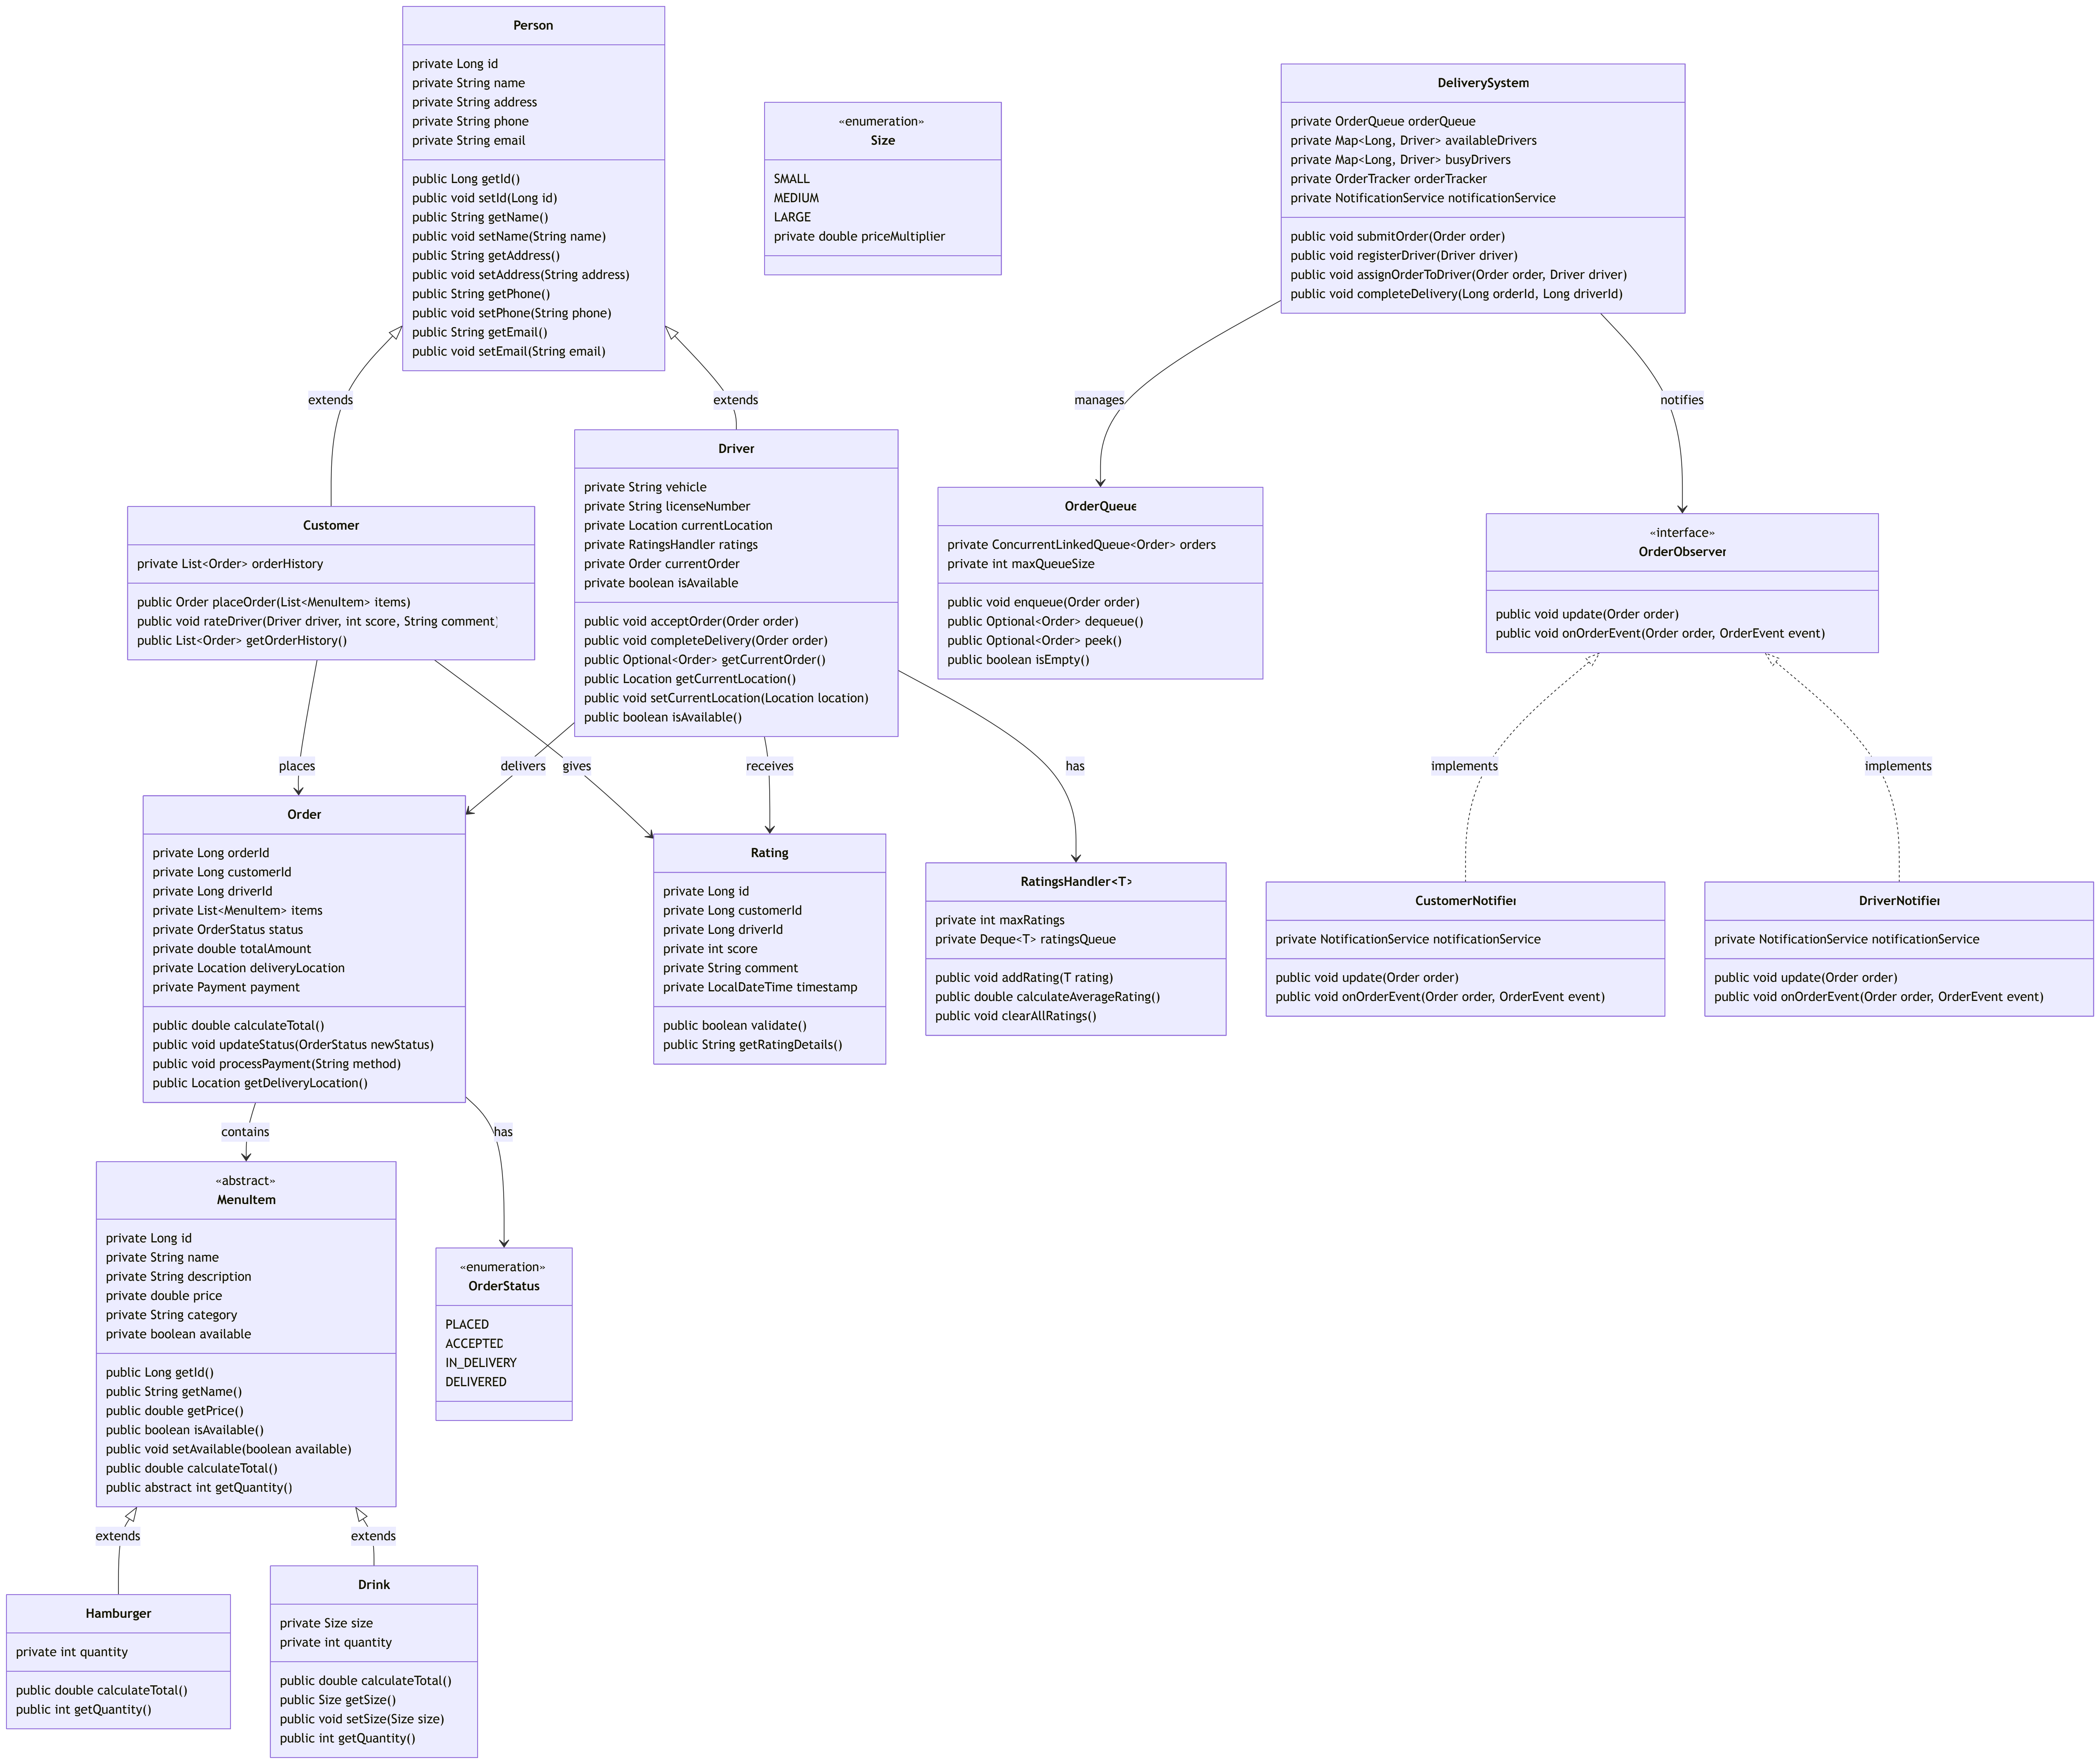 Person
private Long id
private String name
private String address
private String phone
private String email
public Long getId()
public void setId(Long id)
public String getName()
public void setName(String name)
public String getAddress()
public void setAddress(String address)
public String getPhone()
public void setPhone(String phone)
public String getEmail()
public void setEmail(String email)
«enumeration»
Size
SMALL
MEDIUM
LARGE
private double priceMultiplier
DeliverySystem
private OrderQueue orderQueue
private Map<Long, Driver> availableDrivers
private Map<Long, Driver> busyDrivers
private OrderTracker orderTracker
private NotificationService notificationService
public void submitOrder(Order order)
public void registerDriver(Driver driver)
public void assignOrderToDriver(Order order, Driver driver)
public void completeDelivery(Long orderId, Long driverId)
extends
extends
manages
notifies
Customer
private List<Order> orderHistory
public Order placeOrder(List<MenuItem> items)
public void rateDriver(Driver driver, int score, String comment)
public List<Order> getOrderHistory()
Driver
private String vehicle
private String licenseNumber
private Location currentLocation
private RatingsHandler ratings
private Order currentOrder
private boolean isAvailable
public void acceptOrder(Order order)
public void completeDelivery(Order order)
public Optional<Order> getCurrentOrder()
public Location getCurrentLocation()
public void setCurrentLocation(Location location)
public boolean isAvailable()
OrderQueue
private ConcurrentLinkedQueue<Order> orders
private int maxQueueSize
public void enqueue(Order order)
public Optional<Order> dequeue()
public Optional<Order> peek()
public boolean isEmpty()
«interface»
OrderObserver
public void update(Order order)
public void onOrderEvent(Order order, OrderEvent event)
places
delivers
gives
receives
has
implements
implements
Order
private Long orderId
private Long customerId
private Long driverId
private List<MenuItem> items
private OrderStatus status
private double totalAmount
private Location deliveryLocation
private Payment payment
public double calculateTotal()
public void updateStatus(OrderStatus newStatus)
public void processPayment(String method)
public Location getDeliveryLocation()
Rating
private Long id
private Long customerId
private Long driverId
private int score
private String comment
private LocalDateTime timestamp
public boolean validate()
public String getRatingDetails()
RatingsHandler<T>
private int maxRatings
private Deque<T> ratingsQueue
public void addRating(T rating)
public double calculateAverageRating()
public void clearAllRatings()
CustomerNotifier
private NotificationService notificationService
public void update(Order order)
public void onOrderEvent(Order order, OrderEvent event)
DriverNotifier
private NotificationService notificationService
public void update(Order order)
public void onOrderEvent(Order order, OrderEvent event)
contains
has
«abstract»
MenuItem
private Long id
private String name
private String description
private double price
private String category
private boolean available
public Long getId()
public String getName()
public double getPrice()
public boolean isAvailable()
public void setAvailable(boolean available)
public double calculateTotal()
public abstract int getQuantity()
«enumeration»
OrderStatus
PLACED
ACCEPTED
IN_DELIVERY
DELIVERED
extends
extends
Hamburger
private int quantity
public double calculateTotal()
public int getQuantity()
Drink
private Size size
private int quantity
public double calculateTotal()
public Size getSize()
public void setSize(Size size)
public int getQuantity()